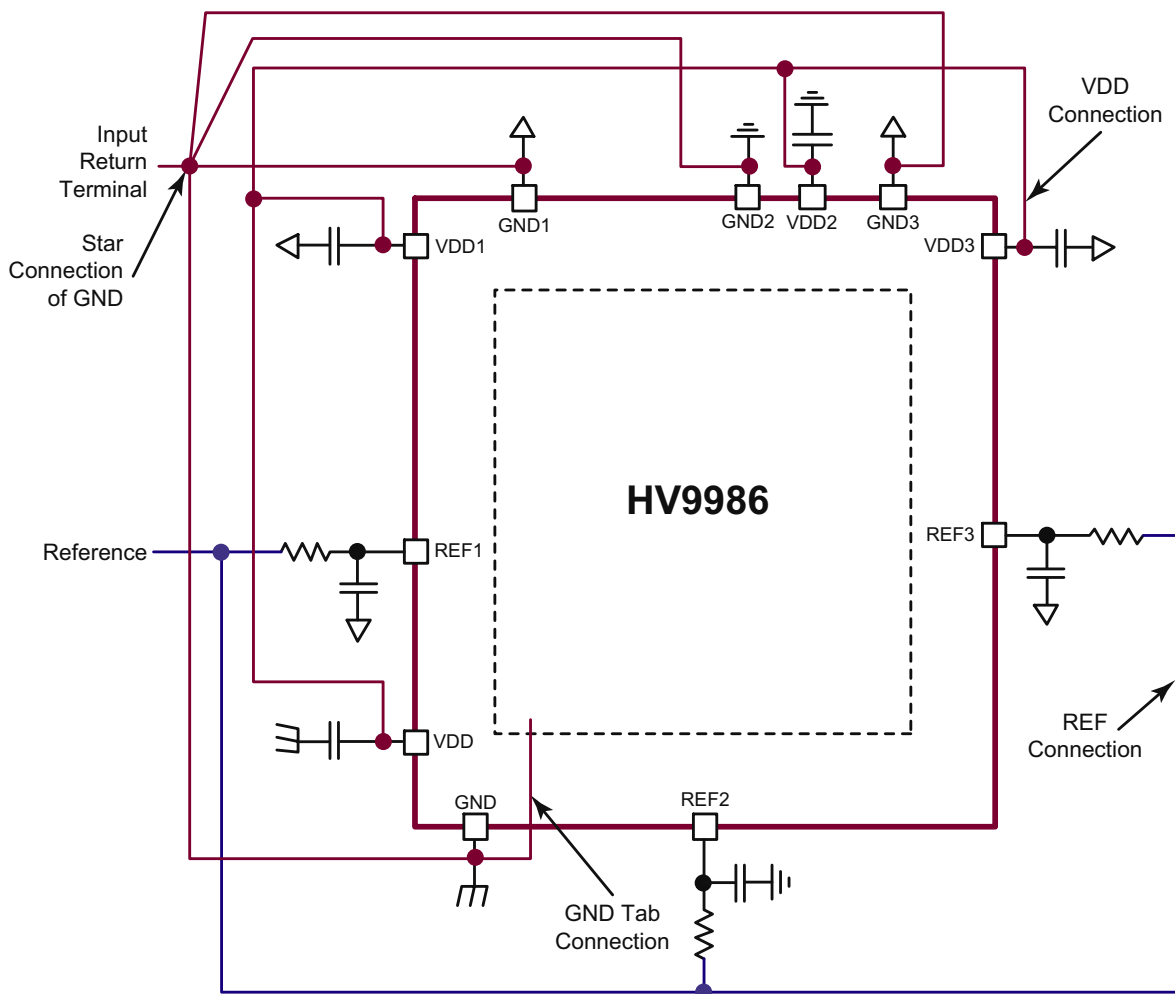 VDD
Connection
Input
Return
Terminal
GND1
GND2
VDD2
GND3
VDD1
VDD3
Star
Connection
of GND
HV9986
Reference
REF1
REF3
VDD
REF
Connection
GND
REF2
GND Tab
Connection